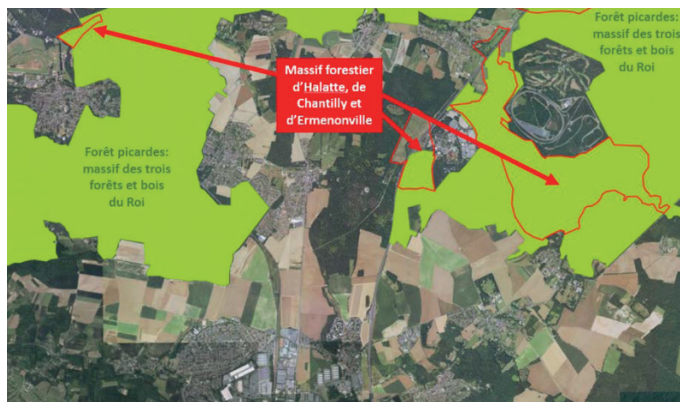 Forêt picardes:
massif des trois
forêts et bois
du Roi
Massif forestier
d'Halatte, de
Chantilly et
d'Ermenonville
Forêt picardes:
massif des trois
forêts et bois
du Roi